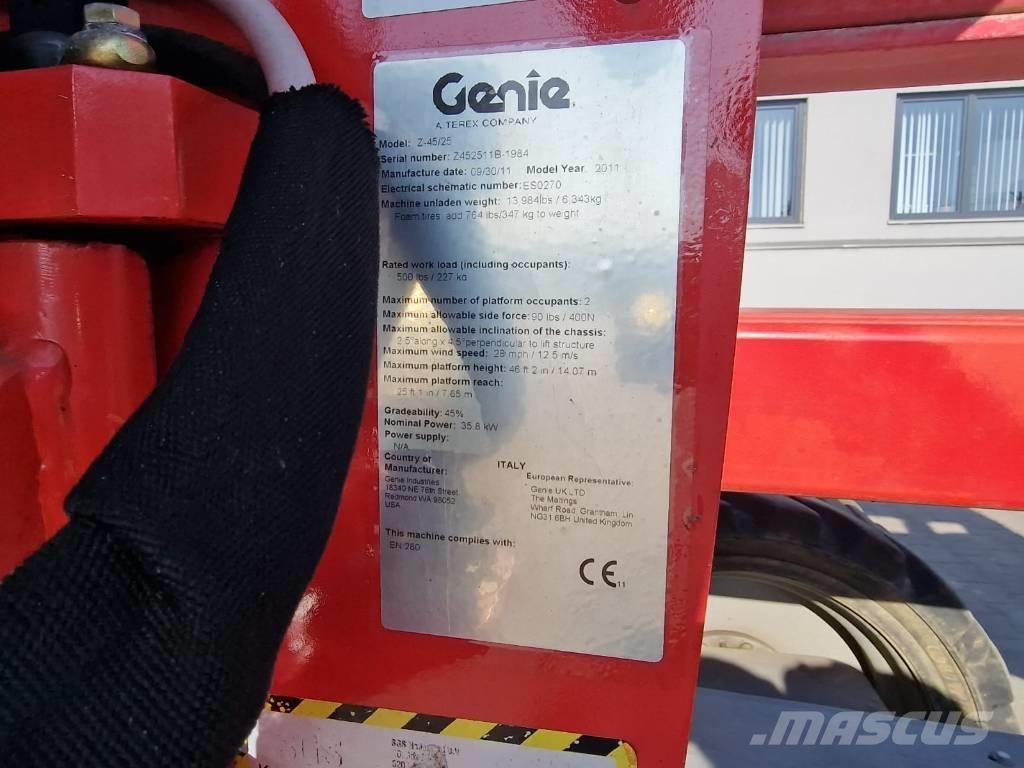 Genie
A TEREX COMPANY
Model: Z-45/25
Serial number: Z452511B-1984
Manufacture date: 09/30/11 Model Year: 2011
Electrical schematic number: ES0270
Machine unladen weight: 13 984lbs / 6,343kg
Foam tires: add 764 lbs/347 kg to weight
Rated work load (including occupants):
500 lbs / 227 kg
Maximum number of platform occupants: 2
Maximum allowable side force: 90 lbs / 400N
Maximum allowable inclination of the chassis:
2.5°along x 4.5°perpendicular to lift structure
Maximum wind speed: 28 mph / 12.5 m/s
Maximum platform height: 46 ft 2 in / 14.07 m
Maximum platform reach:
25 ft 1 in / 7.65 m
Gradeability: 45%
Nominal Power: 35.8 kW
Power supply:
N/A
Country of
Manufacturer: ITALY
Genie Industries
18340 NE 76th Street
Redmond WA 98052
USA
European Representative:
Genie UK LTD
The Maltings
Wharf Road, Grantham, Lin
NG31 6BH United Kingdom
This machine complies with:
EN 280
CE 11
MASCUS